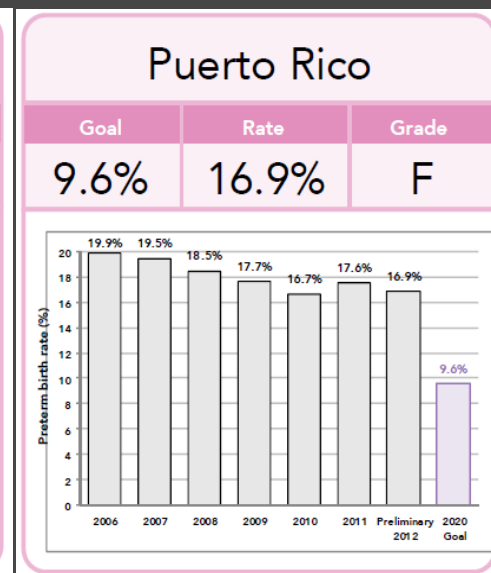 Puerto Rico
Goal Rate Grade
9.6% 16.9% F
Preterm birth rate (%)
20
18
16
14
12
10
8
6
4
2
0
19.9% 19.5% 18.5% 17.7% 16.7% 17.6% 16.9% 9.6%
2006 2007 2008 2009 2010 2011 Preliminary 2020
2012 Goal